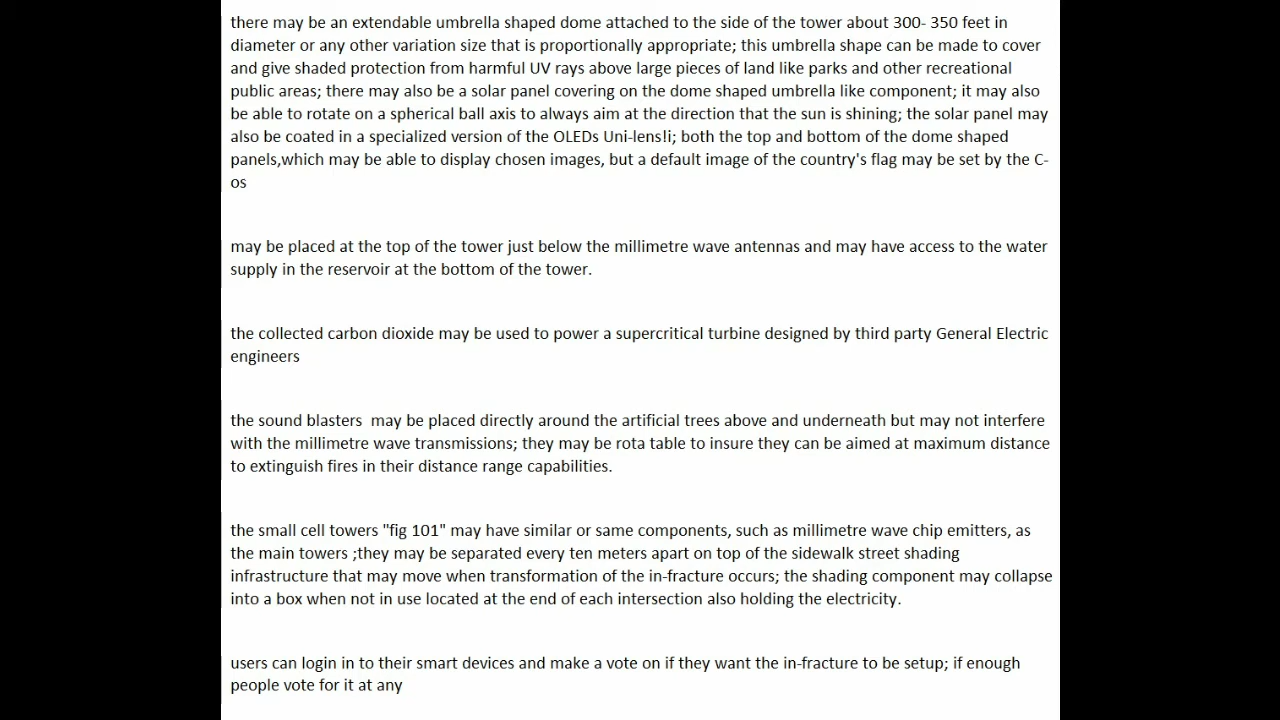 there may be an extendable umbrella shaped dome attached to the side of the tower about 300- 350 feet in
diameter or any other variation size that is proportionally appropriate; this umbrella shape can be made to cover
and give shaded protection from harmful UV rays above large pieces of land like parks and other recreational
public areas; there may also be a solar panel covering on the dome shaped umbrella like component; it may also
be able to rotate on a spherical ball axis to always aim at the direction that the sun is shining; the solar panel may
also be coated in a specialized version of the OLEDs Uni-lens!i; both the top and bottom of the dome shaped
panels,which may be able to display chosen images, but a default image of the country's flag may be set by the C-
os
may be placed at the top of the tower just below the millimetre wave antennas and may have access to the water
supply in the reservoir at the bottom of the tower.
the collected carbon dioxide may be used to power a supercritical turbine designed by third party General Electric
engineers
the sound blasters  may be placed directly around the artificial trees above and underneath but may not interfere
with the millimetre wave transmissions; they may be rota table to insure they can be aimed at maximum distance
to extinguish fires in their distance range capabilities.
the small cell towers "fig 101" may have similar or same components, such as millimetre wave chip emitters, as
the main towers ;they may be separated every ten meters apart on top of the sidewalk street shading
infrastructure that may move when transformation of the in-fracture occurs; the shading component may collapse
into a box when not in use located at the end of each intersection also holding the electricity.
users can login in to their smart devices and make a vote on if they want the in-fracture to be setup; if enough
people vote for it at any